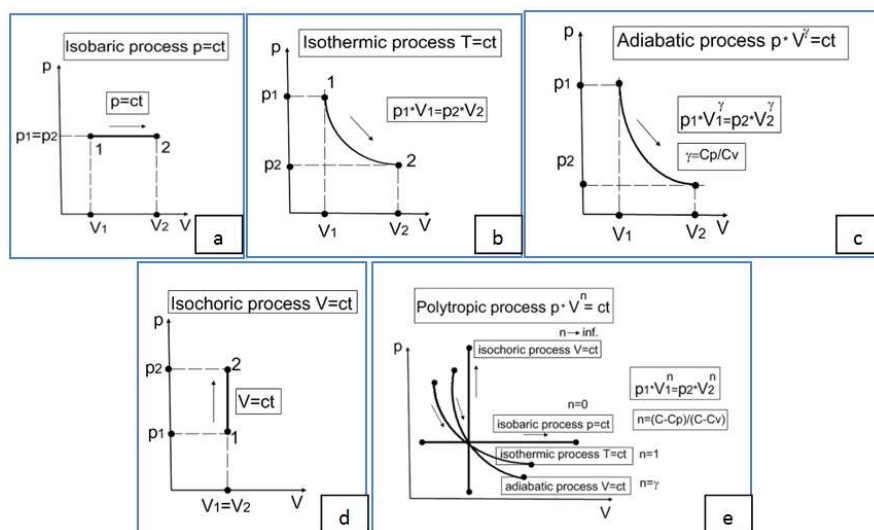 Isobaric process p=ct
p
p=ct
p1=p2
1
2
V1
V2
V
a
Isothermic process T=ct
p
p1
1
p1*V1=p2*V2
p2
2
V1
V2
V
b
Adiabatic process p*V^γ=ct
p
p1
p1*V1^γ=p2*V2^γ
γ=Cp/Cv
p2
V1
V2
V
c
Isochoric process V=ct
p
p2
2
V=ct
p1
1
V1=V2
V
d
Polytropic process p*V^n=ct
n→inf.
p
isochoric process V=ct
p1*V1^n=p2*V2^n
n=0
isobaric process p=ct
n=(C-Cp)/(C-Cv)
isothermic process T=ct n=1
adiabatic process V=ct n=γ
V
e